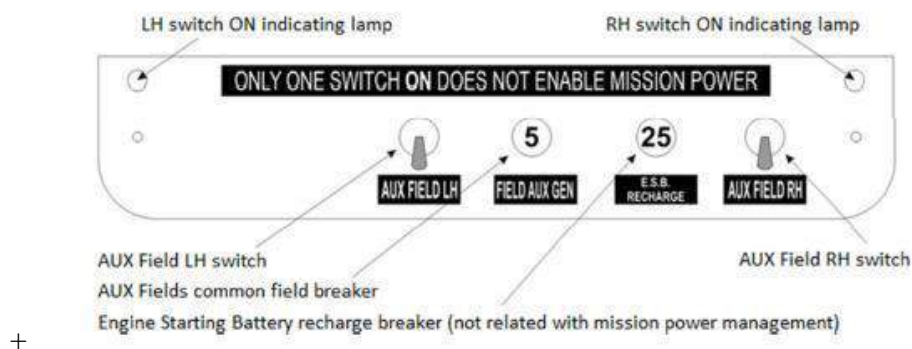 LH switch ON indicating lamp
RH switch ON indicating lamp
ONLY ONE SWITCH ON DOES NOT ENABLE MISSION POWER
5
25
AUX FIELD LH
FIELD AUX GEN
E.S.B.
RECHARGE
AUX FIELD RH
AUX Field LH switch
AUX Field RH switch
AUX Fields common field breaker
Engine Starting Battery recharge breaker (not related with mission power management)